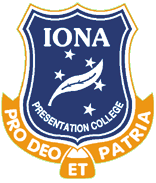 IONA
PRESENTATION COLLEGE
PRO DEO ET PATRIA